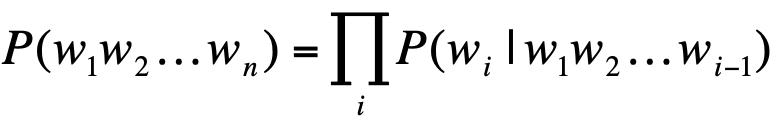 P(w₁w₂…wₙ) = ∏ᵢ P(wᵢ | w₁w₂…wᵢ₋₁)